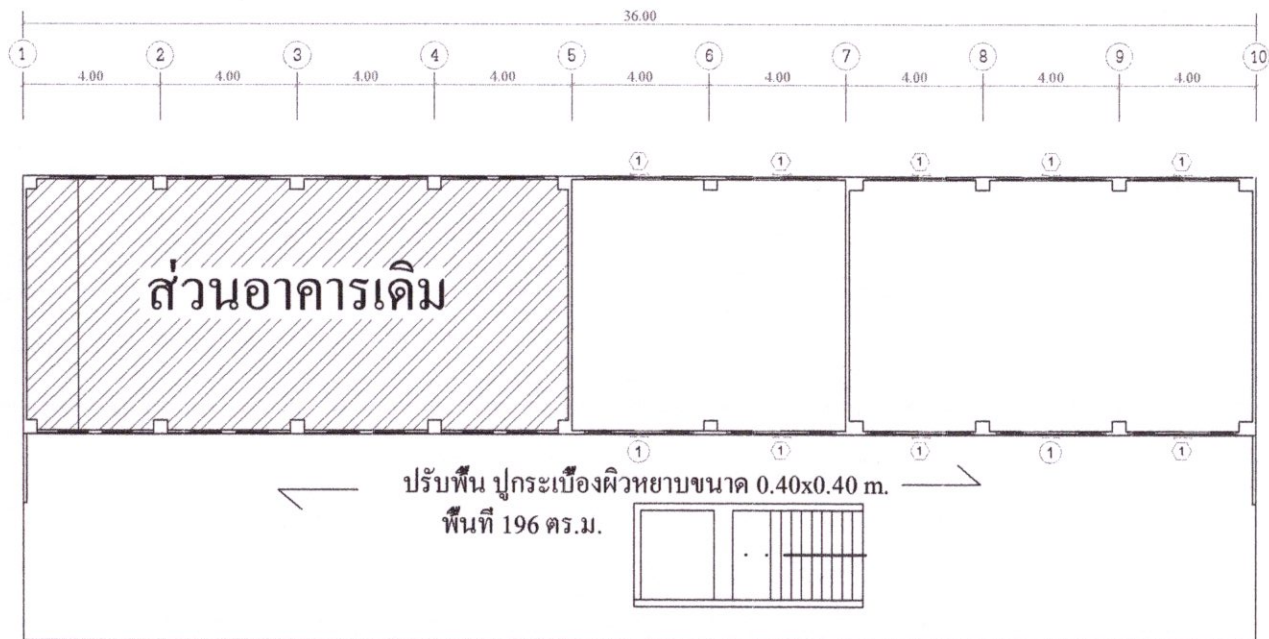 36.00
1 2 3 4 5 6 7 8 9 10
4.00 4.00 4.00 4.00 4.00 4.00 4.00 4.00 4.00
1 1 1 1 1
ส่วนอาคารเดิม
1 1 1 1 1
ปรับพื้น ปูกระเบื้องผิวหยาบขนาด 0.40x0.40 m.
พื้นที่ 196 ตร.ม.